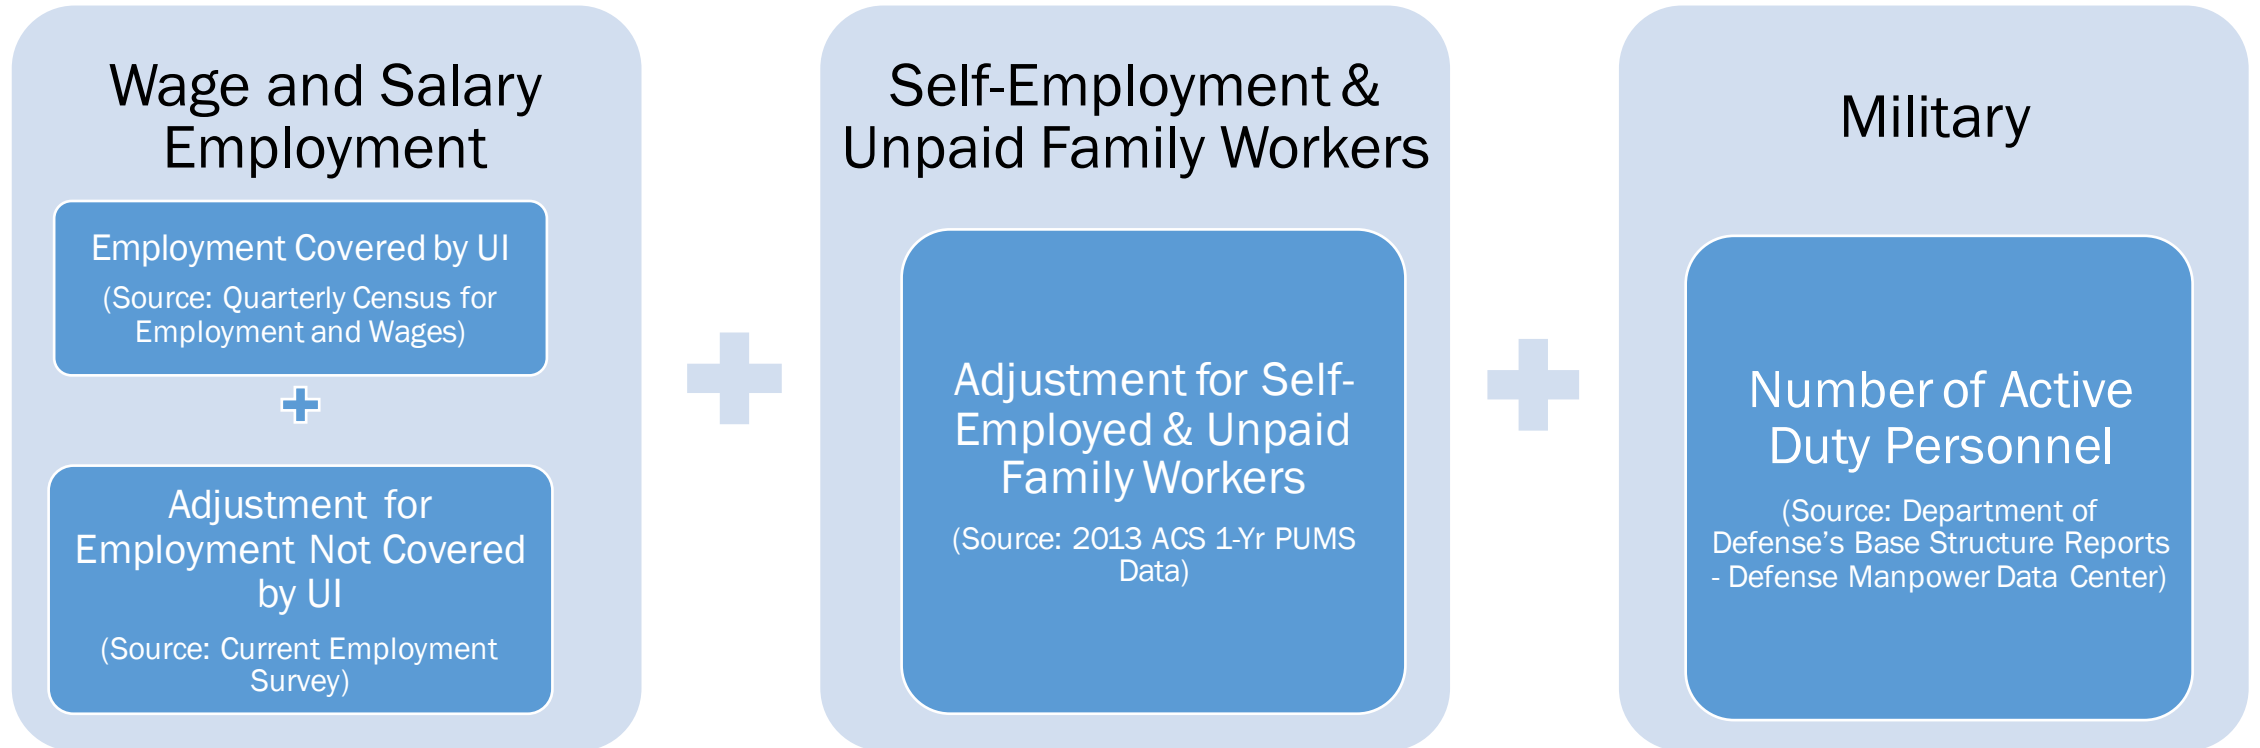 Wage and Salary
Employment
Employment Covered by UI
(Source: Quarterly Census for
Employment and Wages)
Adjustment for
Employment Not Covered
by UI
(Source: Current Employment
Survey)
Self-Employment &
Unpaid Family Workers
Adjustment for Self-
Employed & Unpaid
Family Workers
(Source: 2013 ACS 1-Yr PUMS
Data)
Military
Number of Active
Duty Personnel
(Source: Department of
Defense’s Base Structure Reports
- Defense Manpower Data Center)